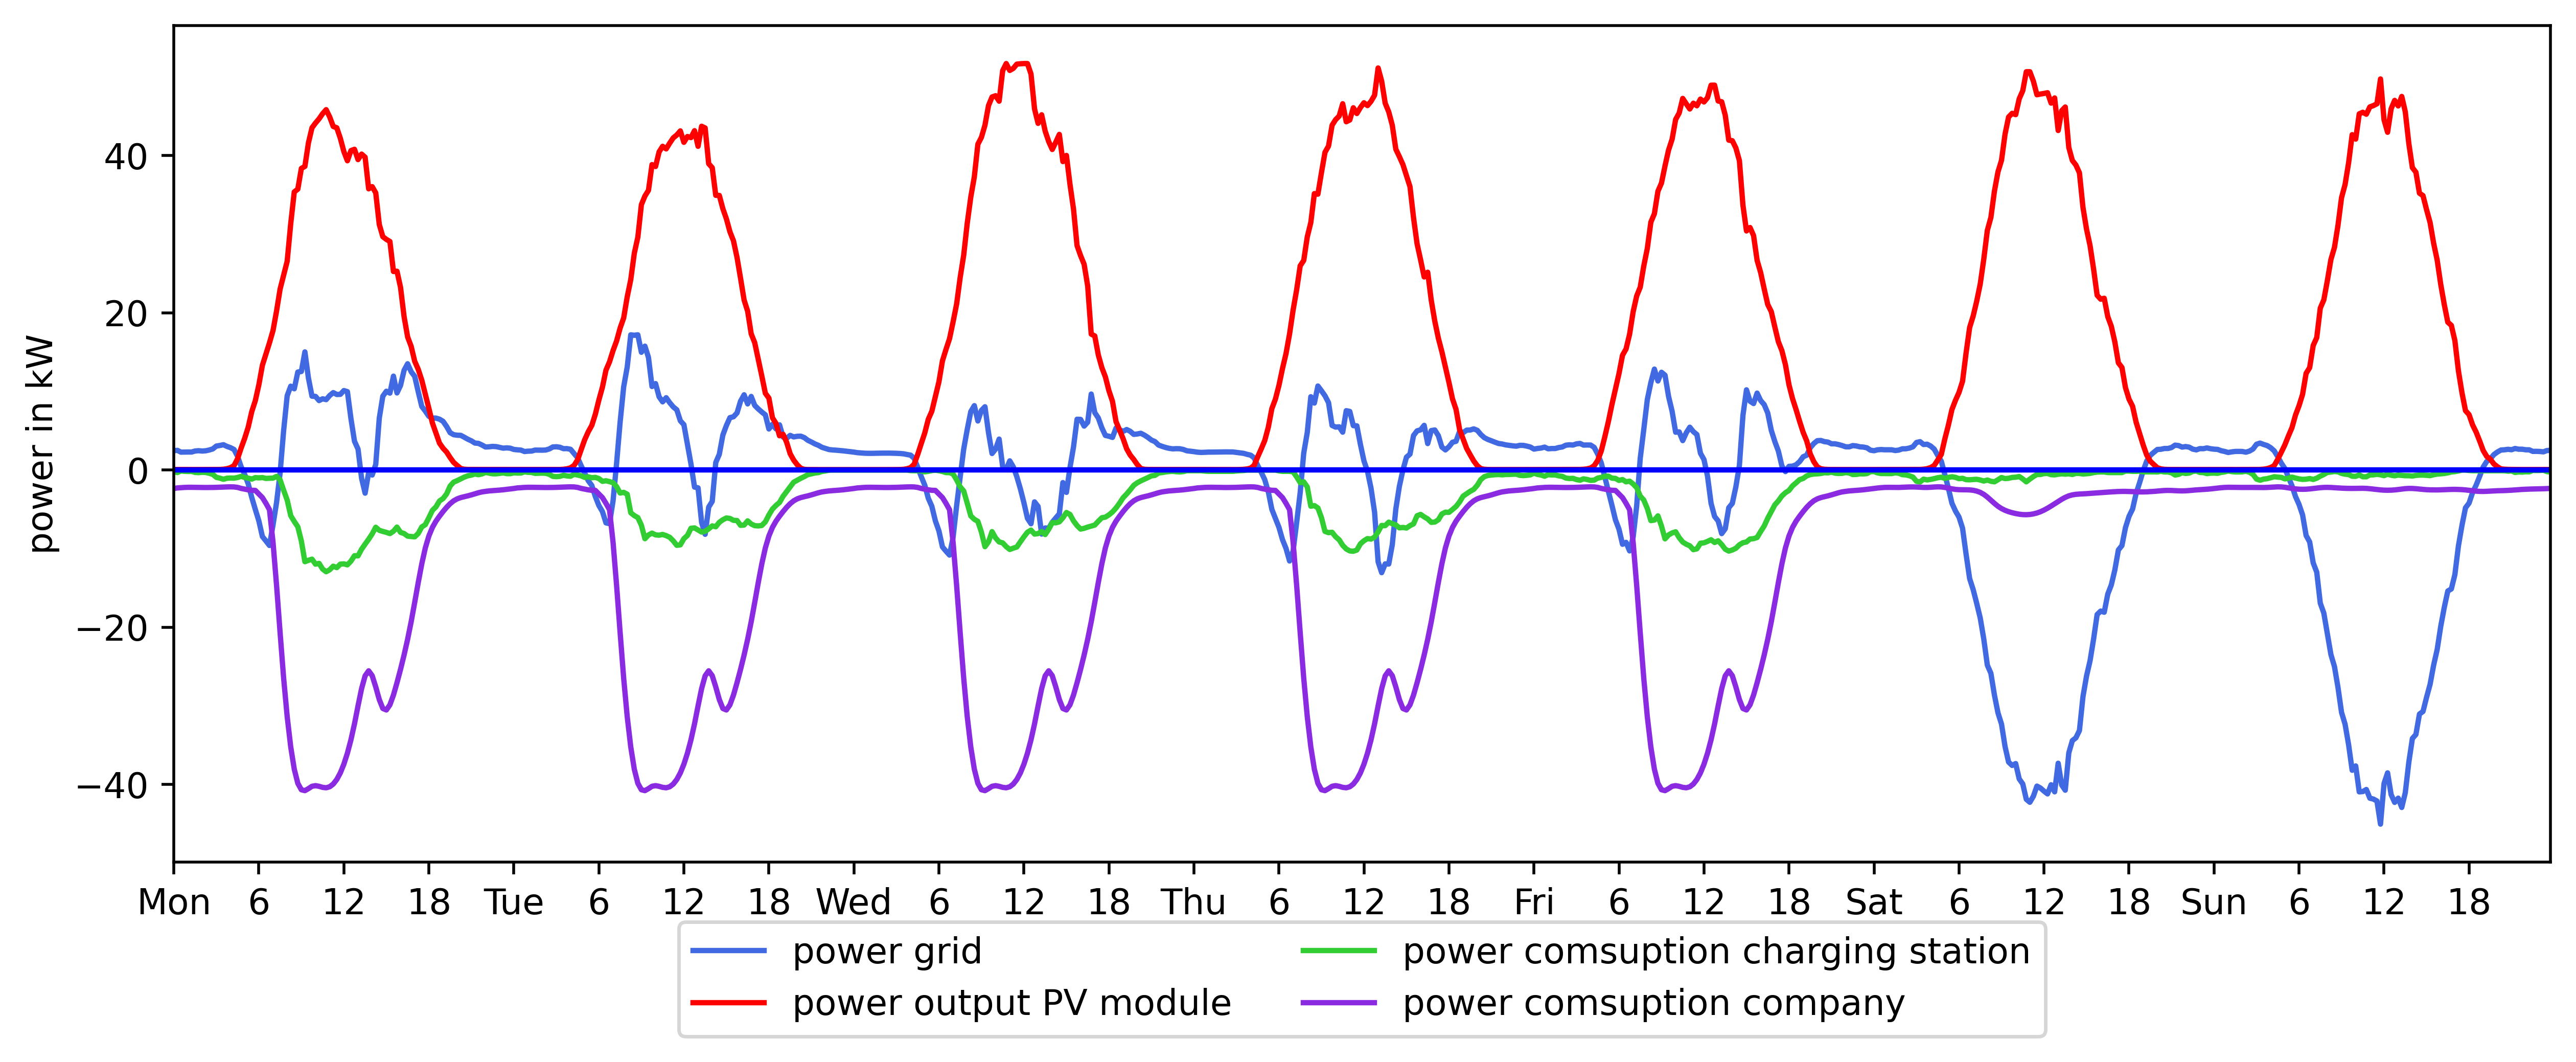 power in kW
40
20
0
−20
−40
Mon 6 12 18 Tue 6 12 18 Wed 6 12 18 Thu 6 12 18 Fri 6 12 18 Sat 6 12 18 Sun 6 12 18
power grid power comsuption charging station
power output PV module power comsuption company